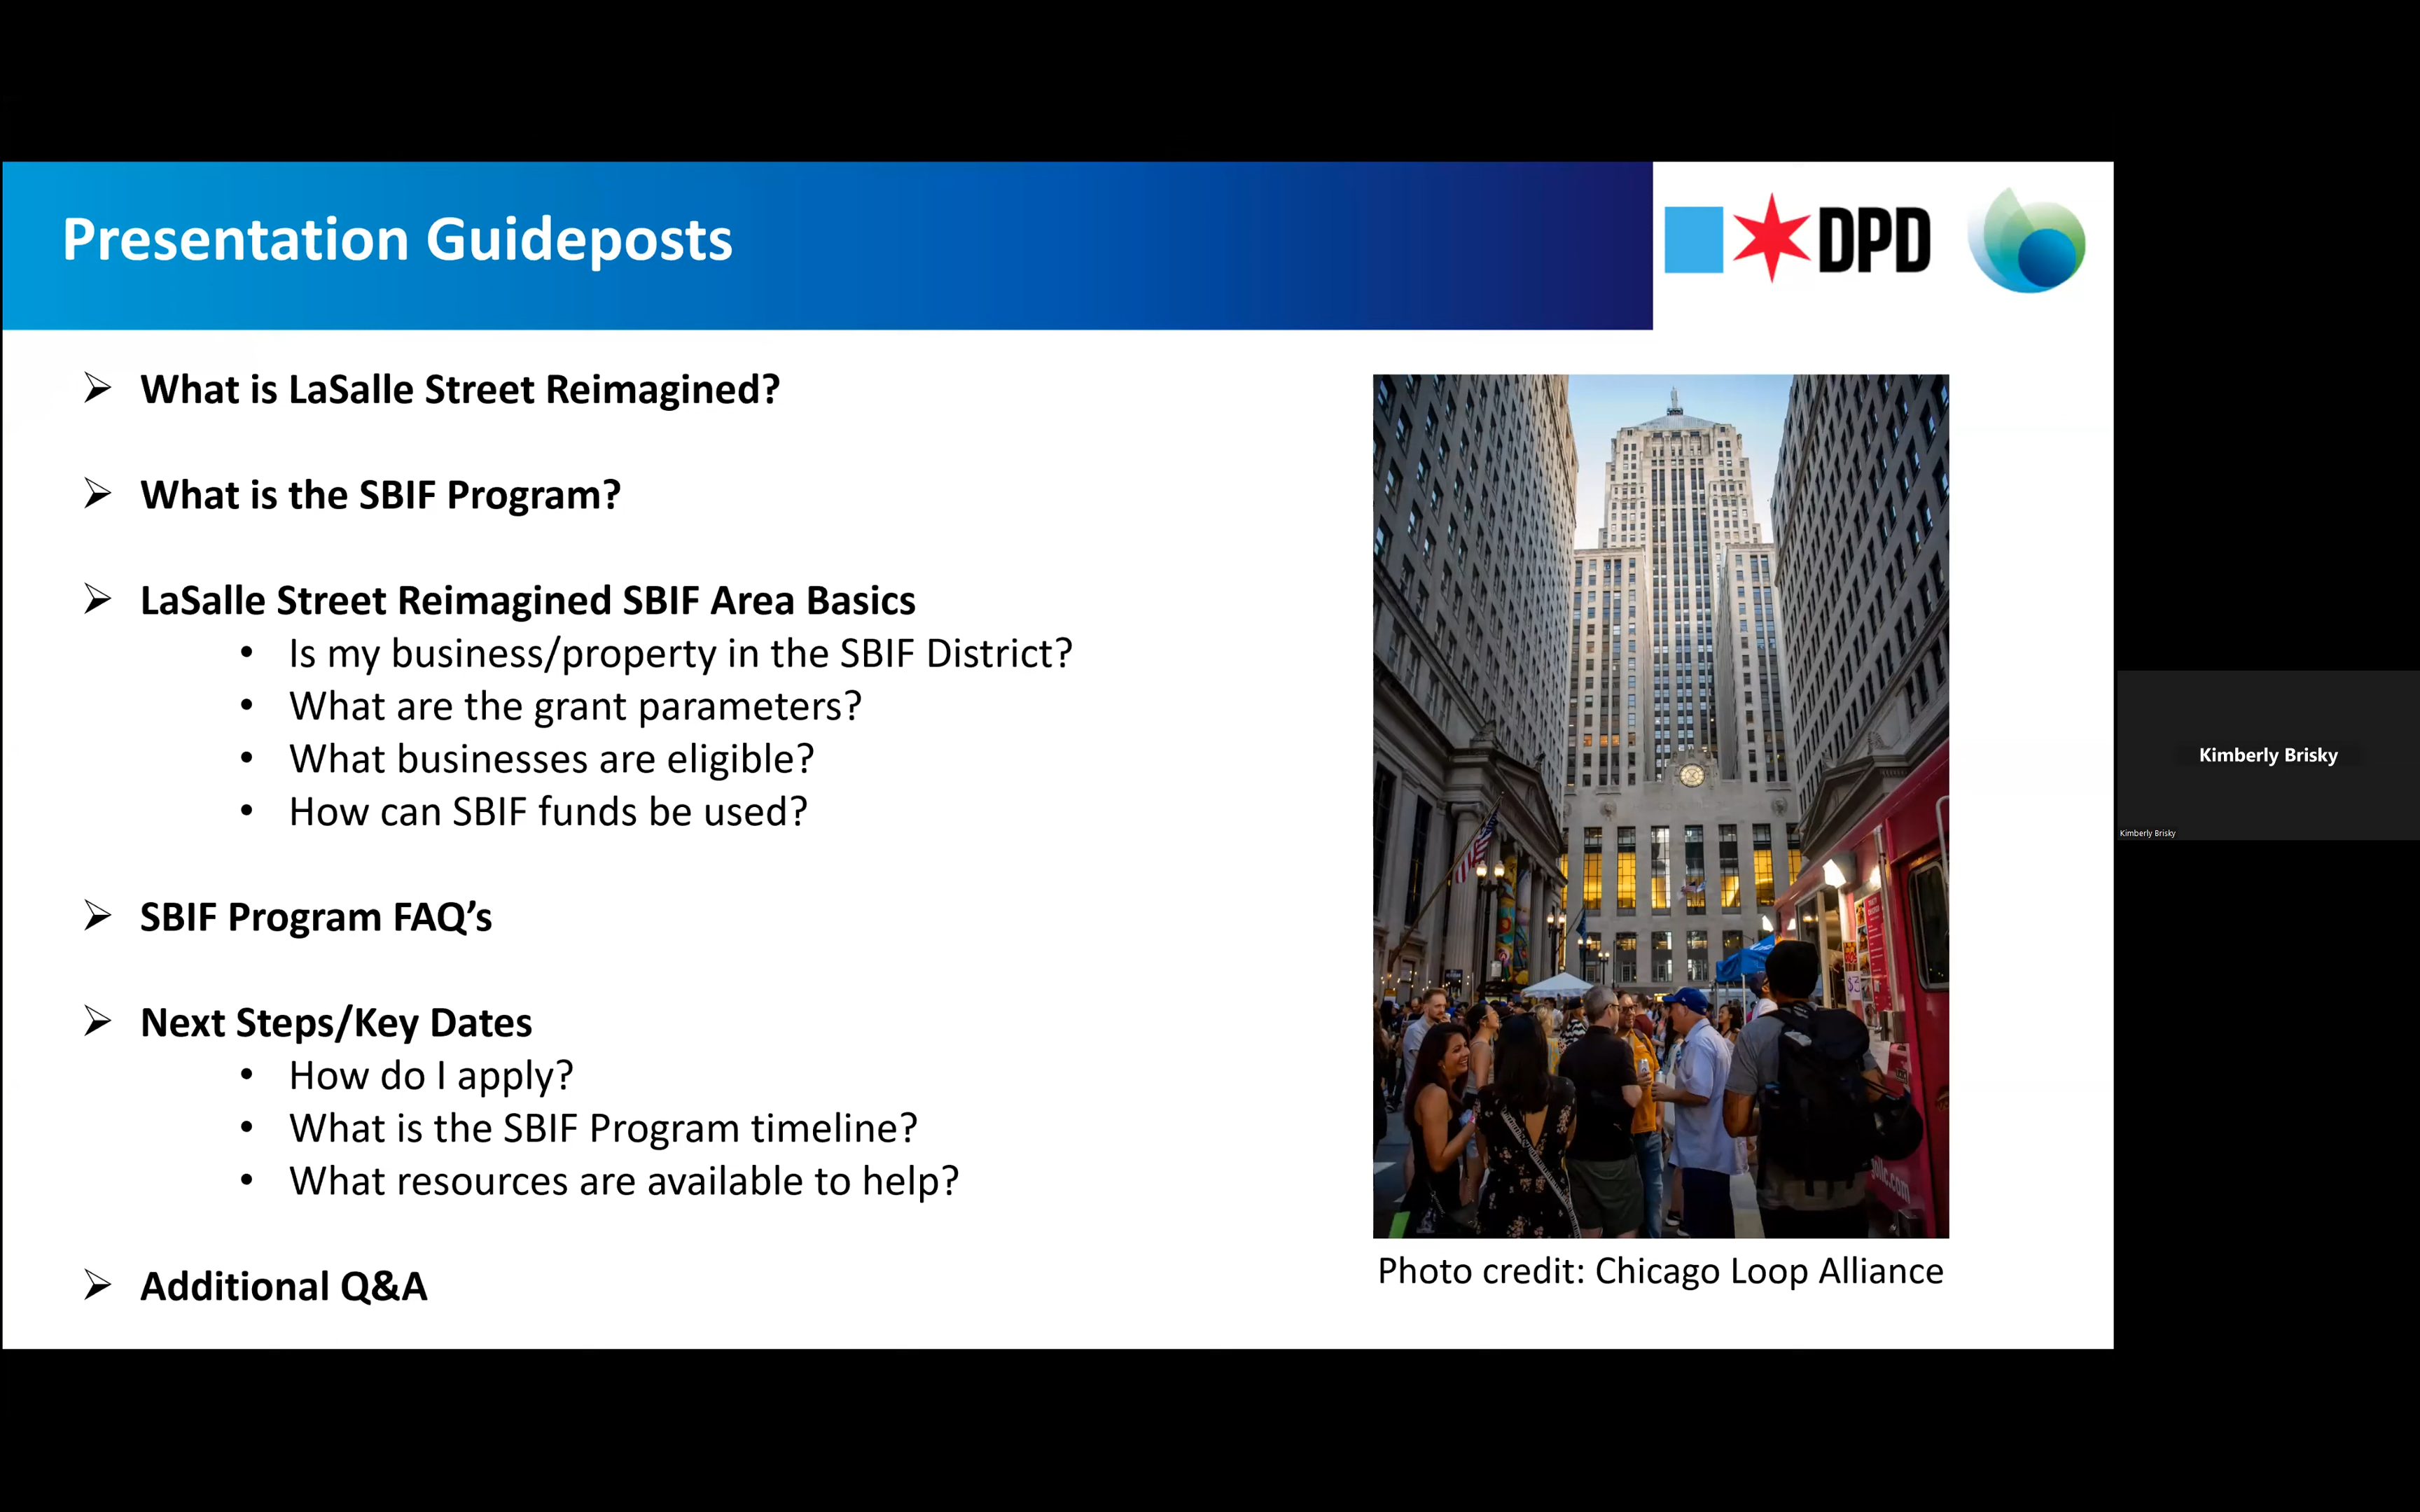 Presentation Guideposts
DPD
What is LaSalle Street Reimagined?
What is the SBIF Program?
LaSalle Street Reimagined SBIF Area Basics
• Is my business/property in the SBIF District?
• What are the grant parameters?
• What businesses are eligible?
• How can SBIF funds be used?
SBIF Program FAQ’s
Next Steps/Key Dates
• How do I apply?
• What is the SBIF Program timeline?
• What resources are available to help?
Additional Q&A
Photo credit: Chicago Loop Alliance
Kimberly Brisky
Kimberly Brisky